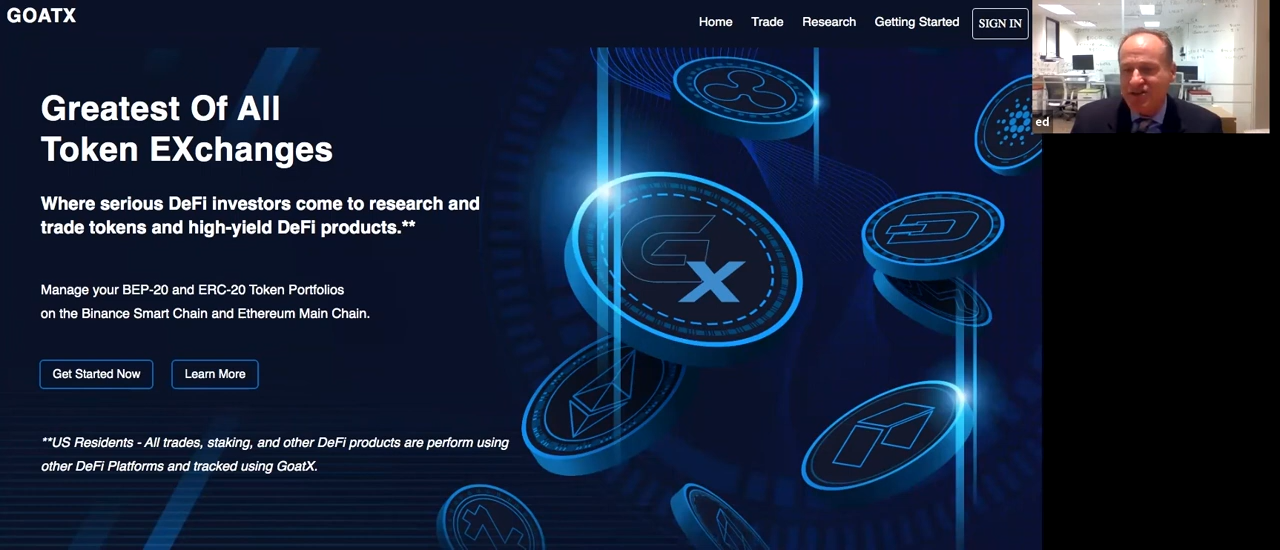 GOATX
Home Trade Research Getting Started SIGN IN
ed
Greatest Of All
Token EXchanges
Where serious DeFi investors come to research and
trade tokens and high-yield DeFi products.**
Manage your BEP-20 and ERC-20 Token Portfolios
on the Binance Smart Chain and Ethereum Main Chain.
Get Started Now Learn More
**US Residents - All trades, staking, and other DeFi products are perform using
other DeFi Platforms and tracked using GoatX.
GX